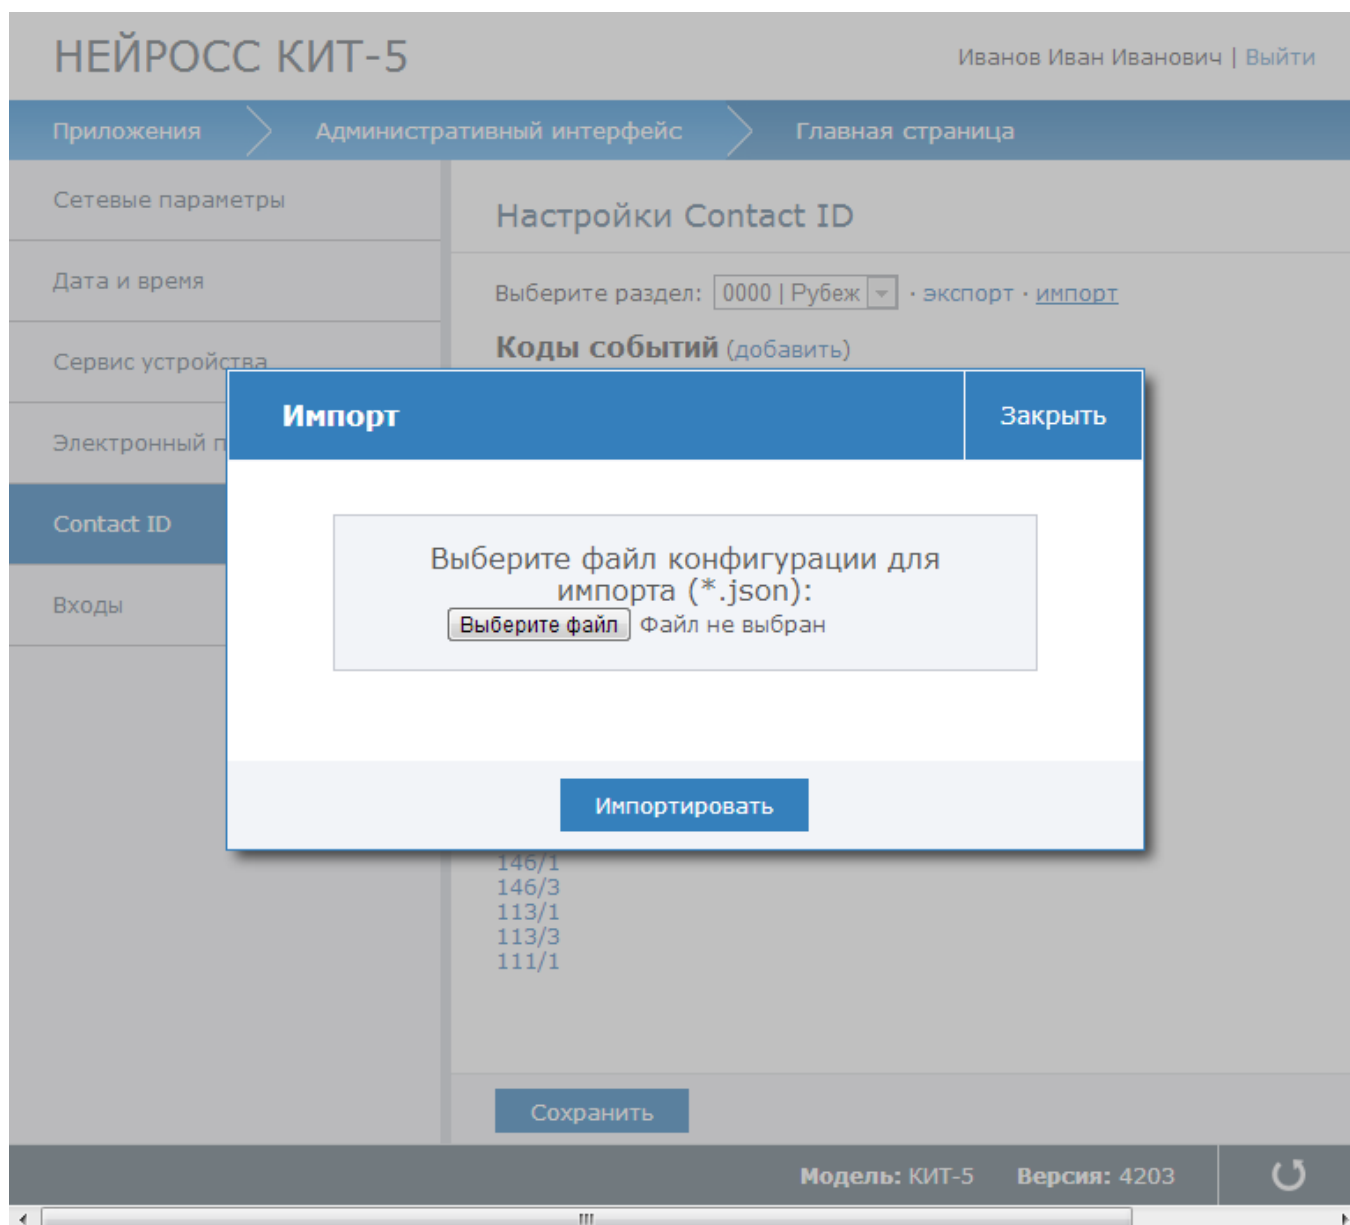 НЕЙРОСС КИТ-5
Иванов Иван Иванович | Выйти
Приложения
Административный интерфейс
Главная страница
Сетевые параметры
Дата и время
Сервис устройства
Электронный п
Contact ID
Входы
Настройки Contact ID
Выберите раздел: 0000 | Рубеж · экспорт · импорт
Коды событий (добавить)
Импорт
Закрыть
Выберите файл конфигурации для
импорта (*.json):
Выберите файл Файл не выбран
Импортировать
146/1
146/3
113/1
113/3
111/1
Сохранить
Модель: КИТ-5 Версия: 4203